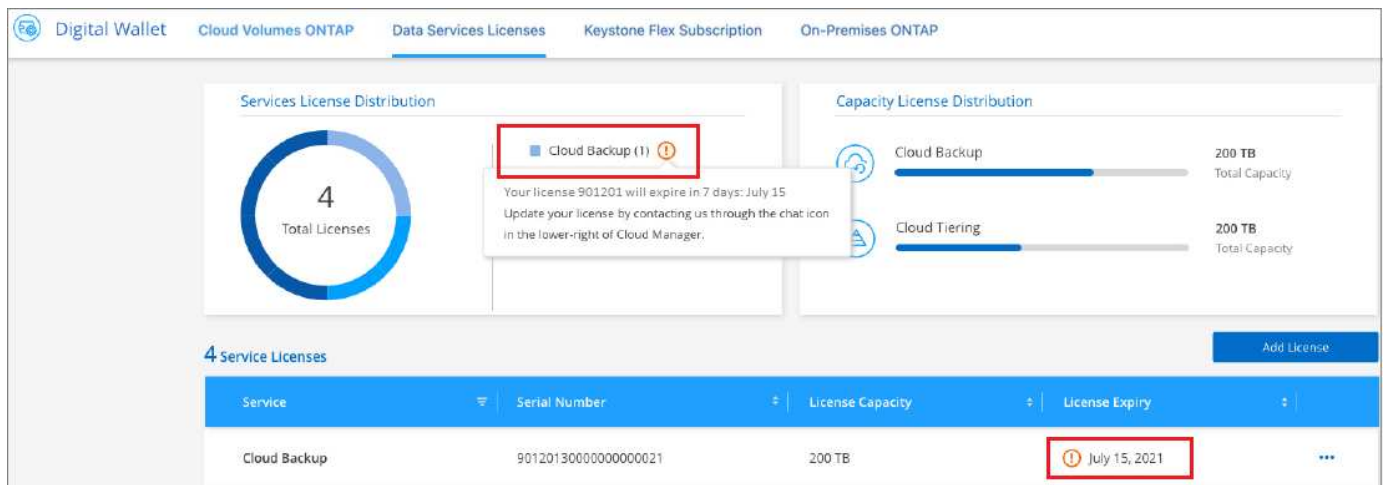 Digital Wallet
Cloud Volumes ONTAP
Data Services Licenses
Keystone Flex Subscription
On-Premises ONTAP
Services License Distribution
4
Total Licenses
Cloud Backup (1)
Your license 901201 will expire in 7 days: July 15
Update your license by contacting us through the chat icon
in the lower-right of Cloud Manager.
Capacity License Distribution
Cloud Backup
200 TB
Total Capacity
Cloud Tiering
200 TB
Total Capacity
4 Service Licenses
Add License
Service
Serial Number
License Capacity
License Expiry
Cloud Backup
90120130000000000021
200 TB
July 15, 2021